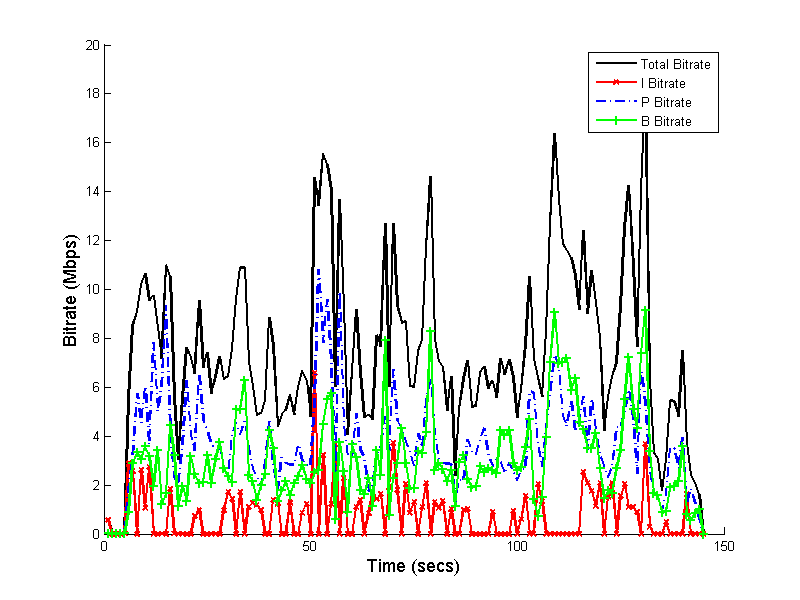 20
18
16
14
12
10
8
6
4
2
0
Bitrate (Mbps)
Total Bitrate
I Bitrate
P Bitrate
B Bitrate
0 50 100 150
Time (secs)